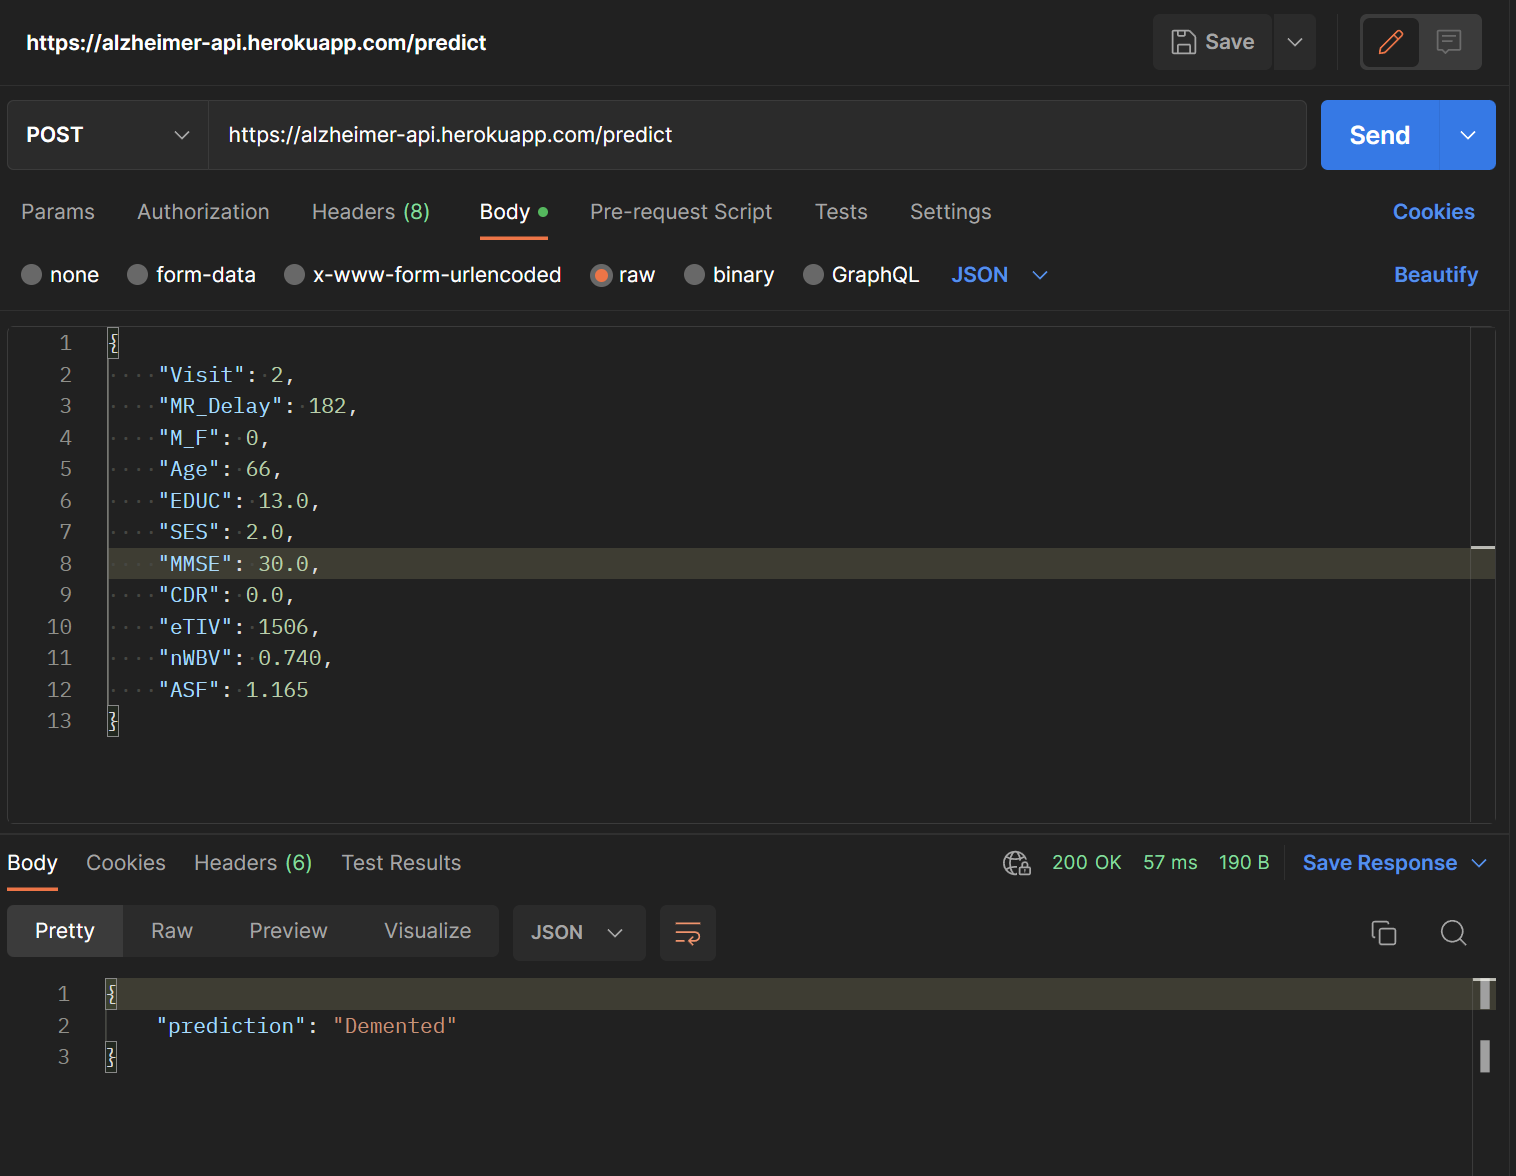 https://alzheimer-api.herokuapp.com/predict
Save
POST
https://alzheimer-api.herokuapp.com/predict
Send
Params Authorization Headers (8) Body Pre-request Script Tests Settings Cookies
none form-data x-www-form-urlencoded raw binary GraphQL JSON Beautify
1 {
2 "Visit": 2,
3 "MR_Delay": 182,
4 "M_F": 0,
5 "Age": 66,
6 "EDUC": 13.0,
7 "SES": 2.0,
8 "MMSE": 30.0,
9 "CDR": 0.0,
10 "eTIV": 1506,
11 "nWBV": 0.740,
12 "ASF": 1.165
13 }
Body Cookies Headers (6) Test Results 200 OK 57 ms 190 B Save Response
Pretty Raw Preview Visualize JSON
1 {
2 "prediction": "Demented"
3 }